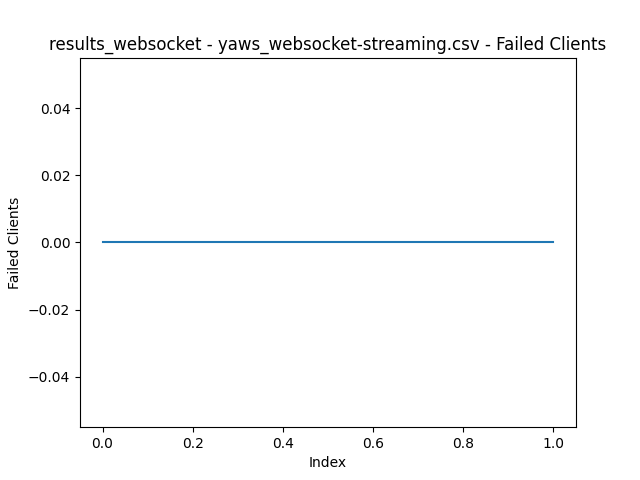 results_websocket - yaws_websocket-streaming.csv - Failed Clients
0.04
0.02
0.00
−0.02
−0.04
Failed Clients
0.0 0.2 0.4 0.6 0.8 1.0
Index